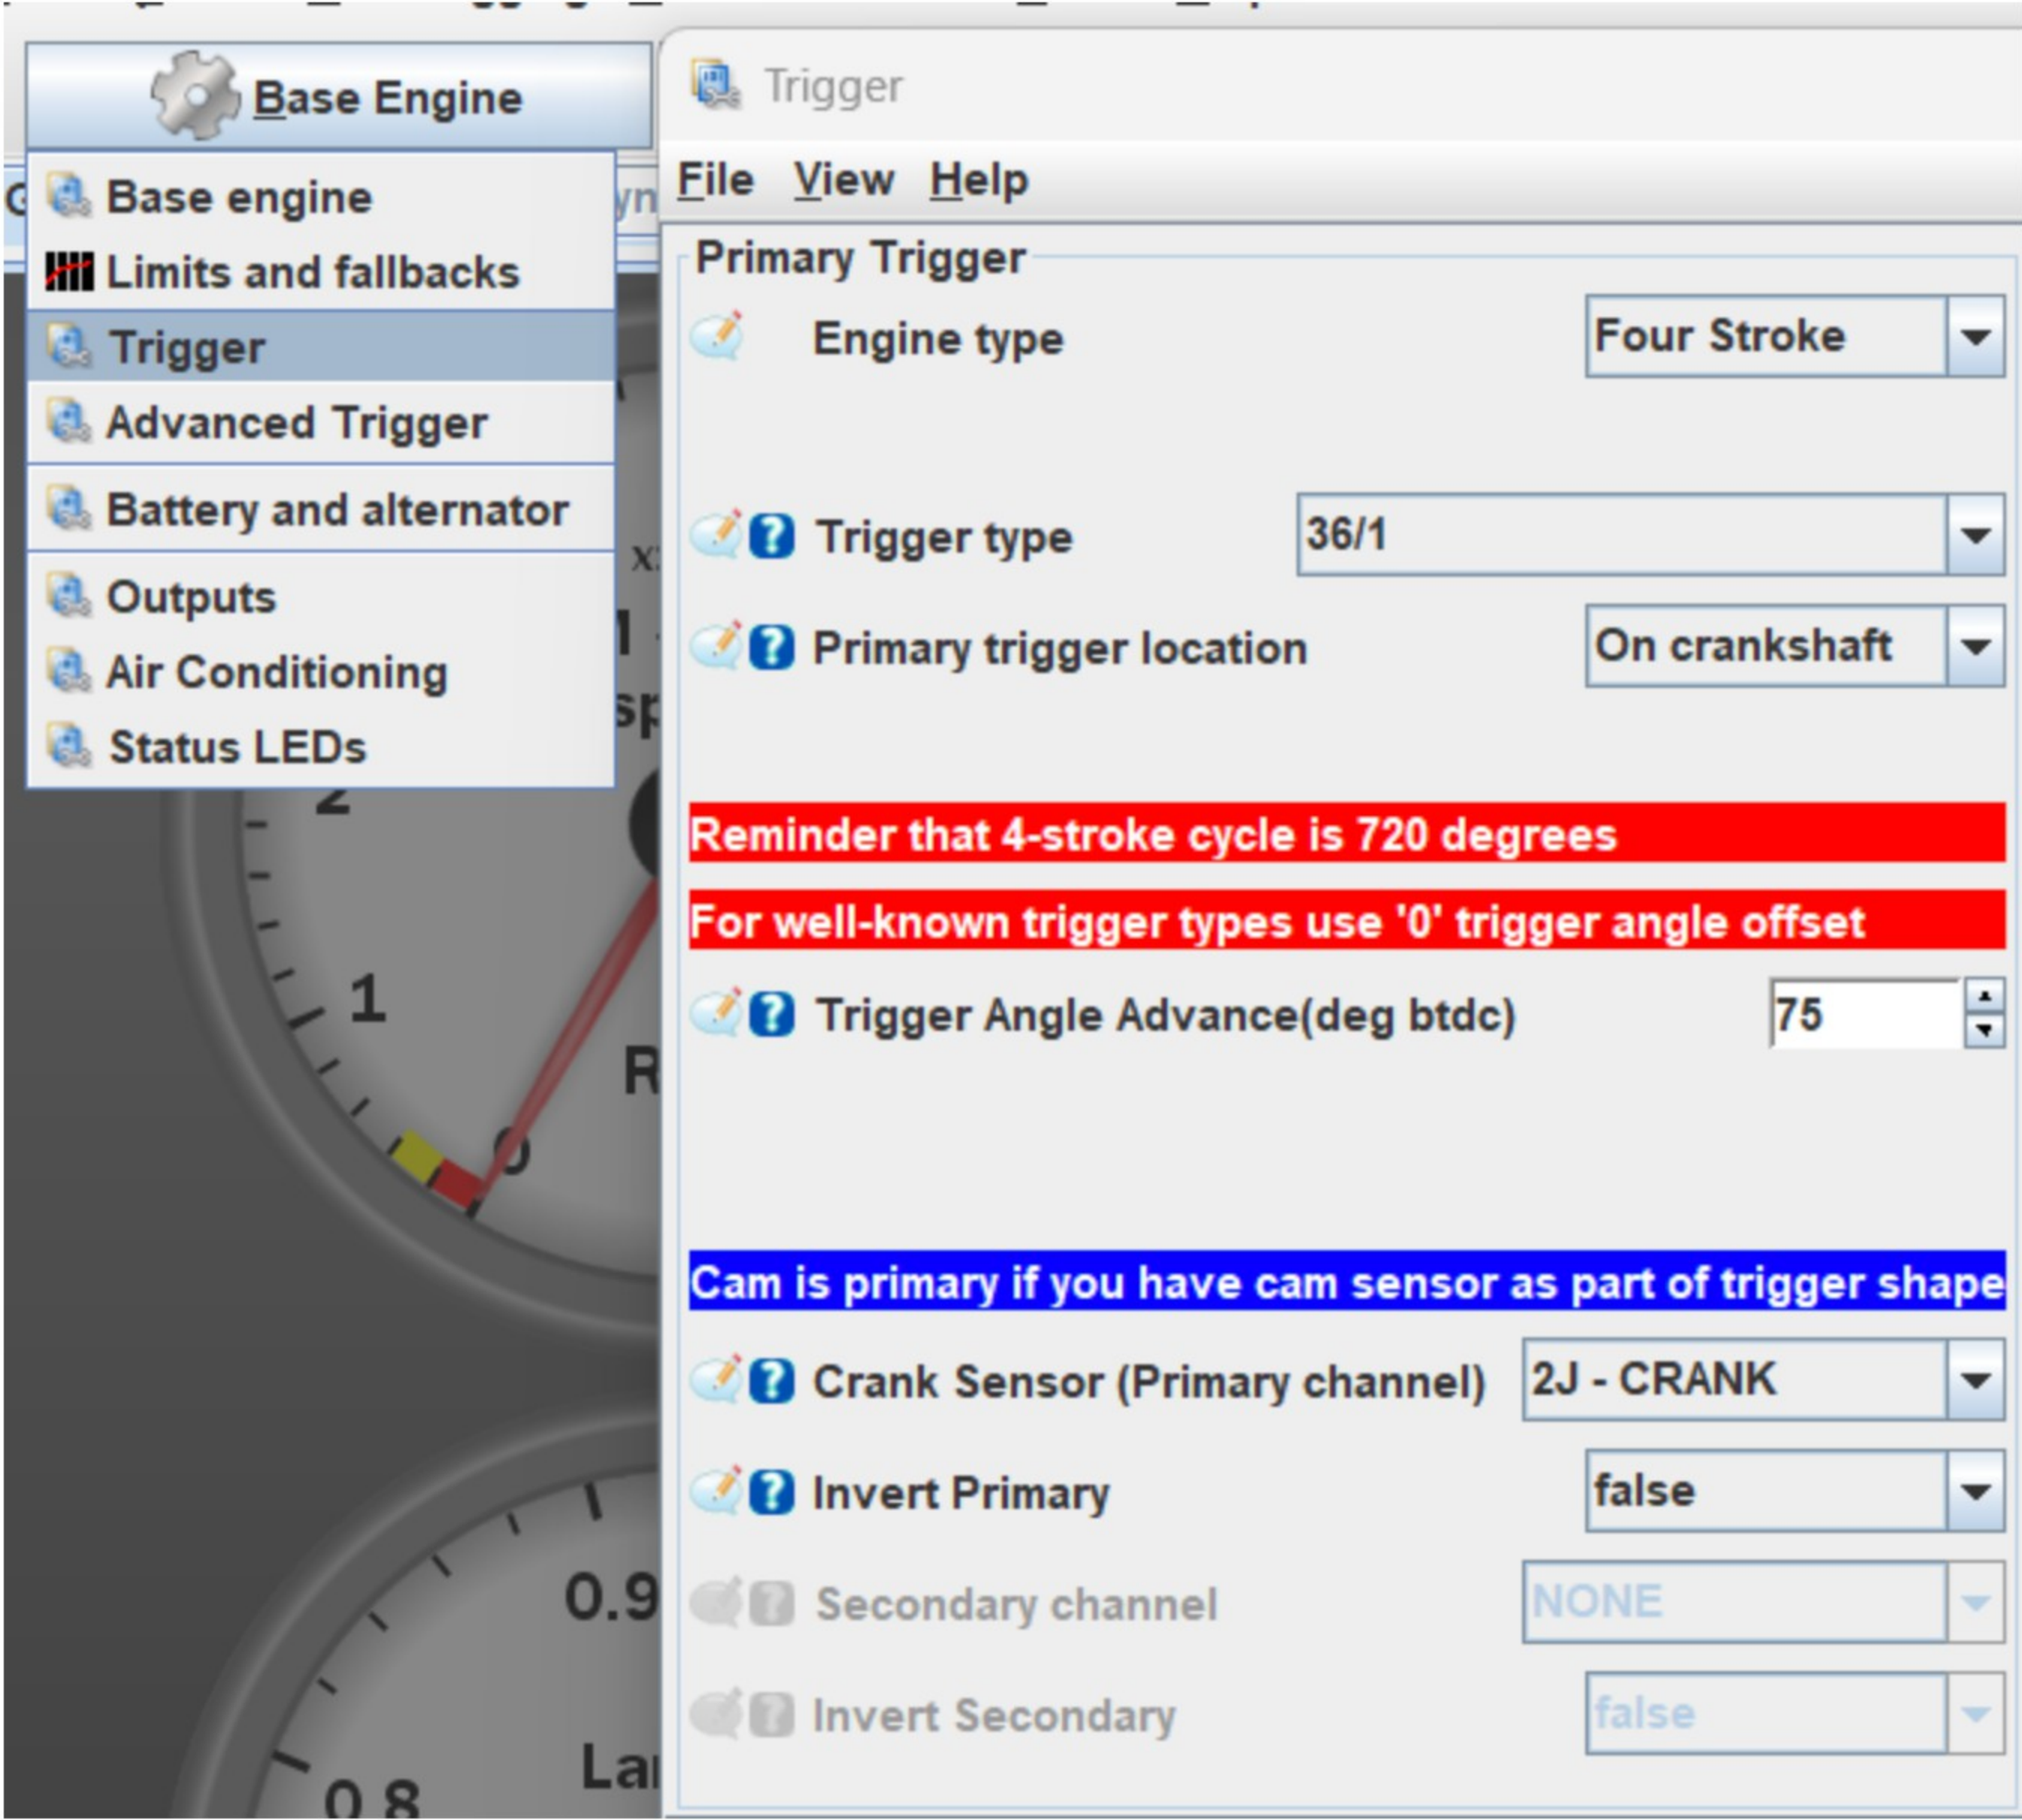 Base Engine
Base engine
Limits and fallbacks
Trigger
Advanced Trigger
Battery and alternator
Outputs
Air Conditioning
Status LEDs
2
1
0
0.9
0.8
Trigger
File View Help
Primary Trigger
Engine type Four Stroke
Trigger type 36/1
Primary trigger location On crankshaft
Reminder that 4-stroke cycle is 720 degrees
For well-known trigger types use '0' trigger angle offset
Trigger Angle Advance(deg btdc) 75
Cam is primary if you have cam sensor as part of trigger shape
Crank Sensor (Primary channel) 2J - CRANK
Invert Primary false
Secondary channel NONE
Invert Secondary false